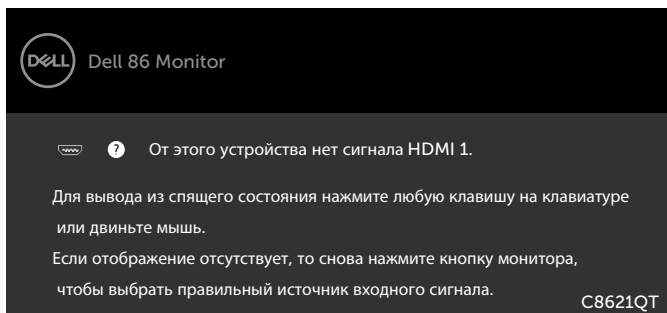 DELL Dell 86 Monitor
? От этого устройства нет сигнала HDMI 1.
Для вывода из спящего состояния нажмите любую клавишу на клавиатуре
или двиньте мышь.
Если отображение отсутствует, то снова нажмите кнопку монитора,
чтобы выбрать правильный источник входного сигнала.
C8621QT